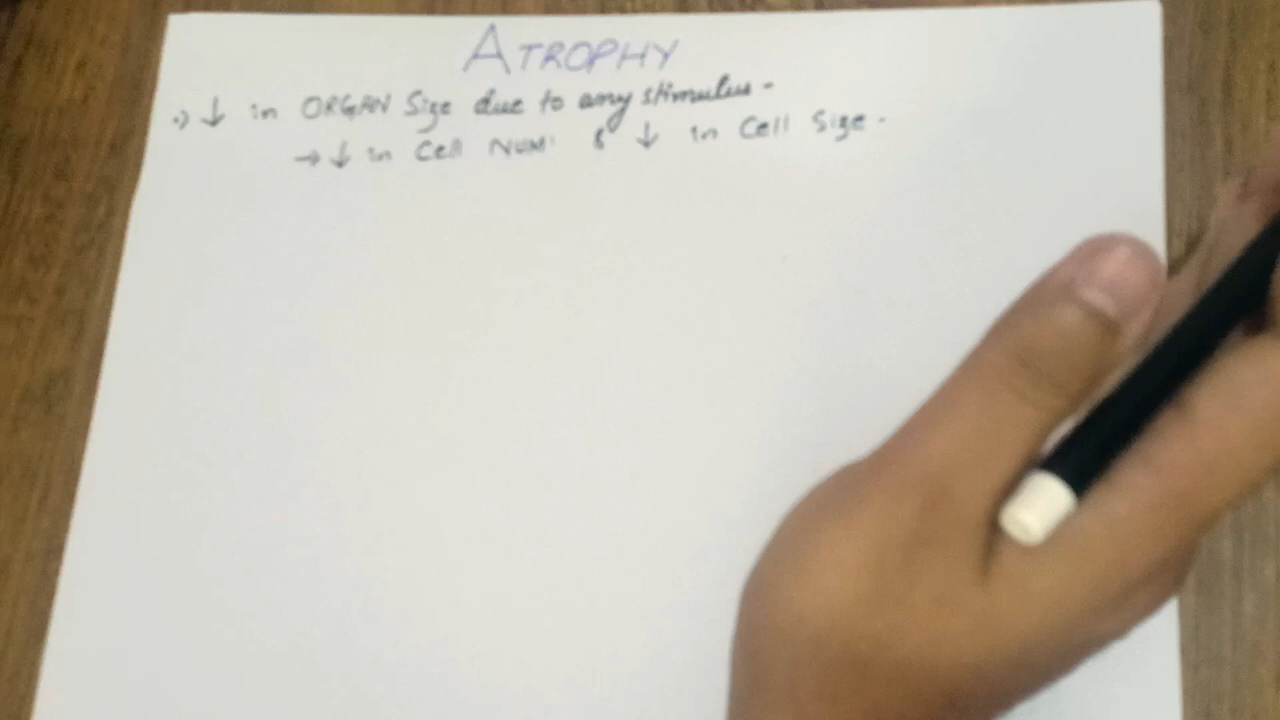 ATROPHY
.) ↓ in ORGAN Size due to any stimulus -
→ ↓ in Cell NUM: & ↓ in Cell Size .